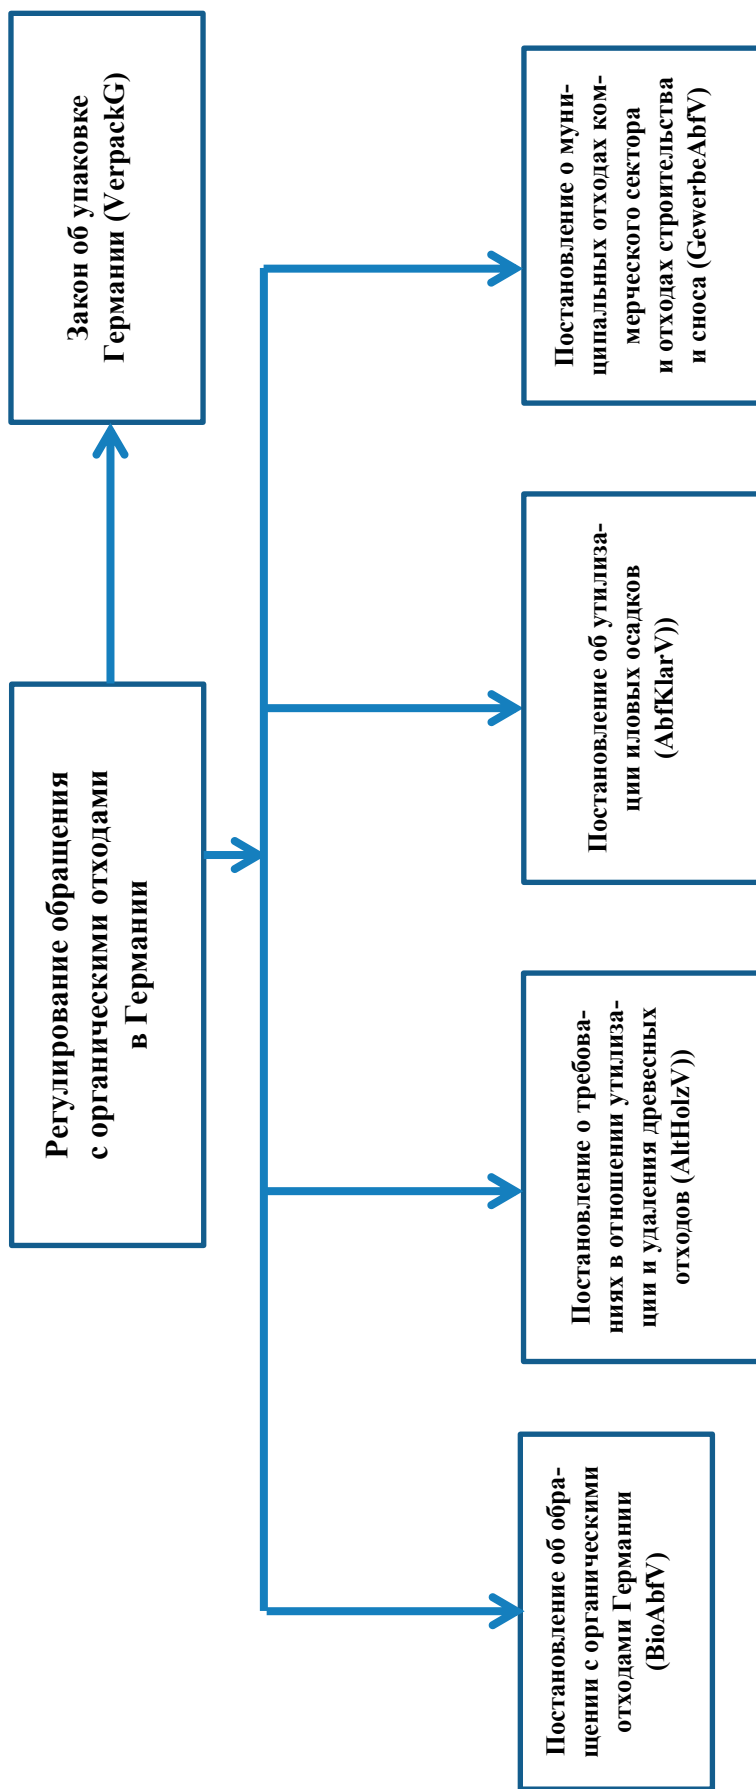 Регулирование обращения
с органическими отходами
в Германии
Закон об упаковке
Германии (VerpackG)
Постановление об обра-
щении с органическими
отходами Германии
(BioAbfV)
Постановление о требова-
ниях в отношении утилиза-
ции и удаления древесных
отходов (AltHolzV))
Постановление об утилиза-
ции иловых осадков
(AbfKlarV))
Постановление о муни-
ципальных отходах ком-
мерческого сектора
и отходах строительства
и сноса (GewerbeAbfV)